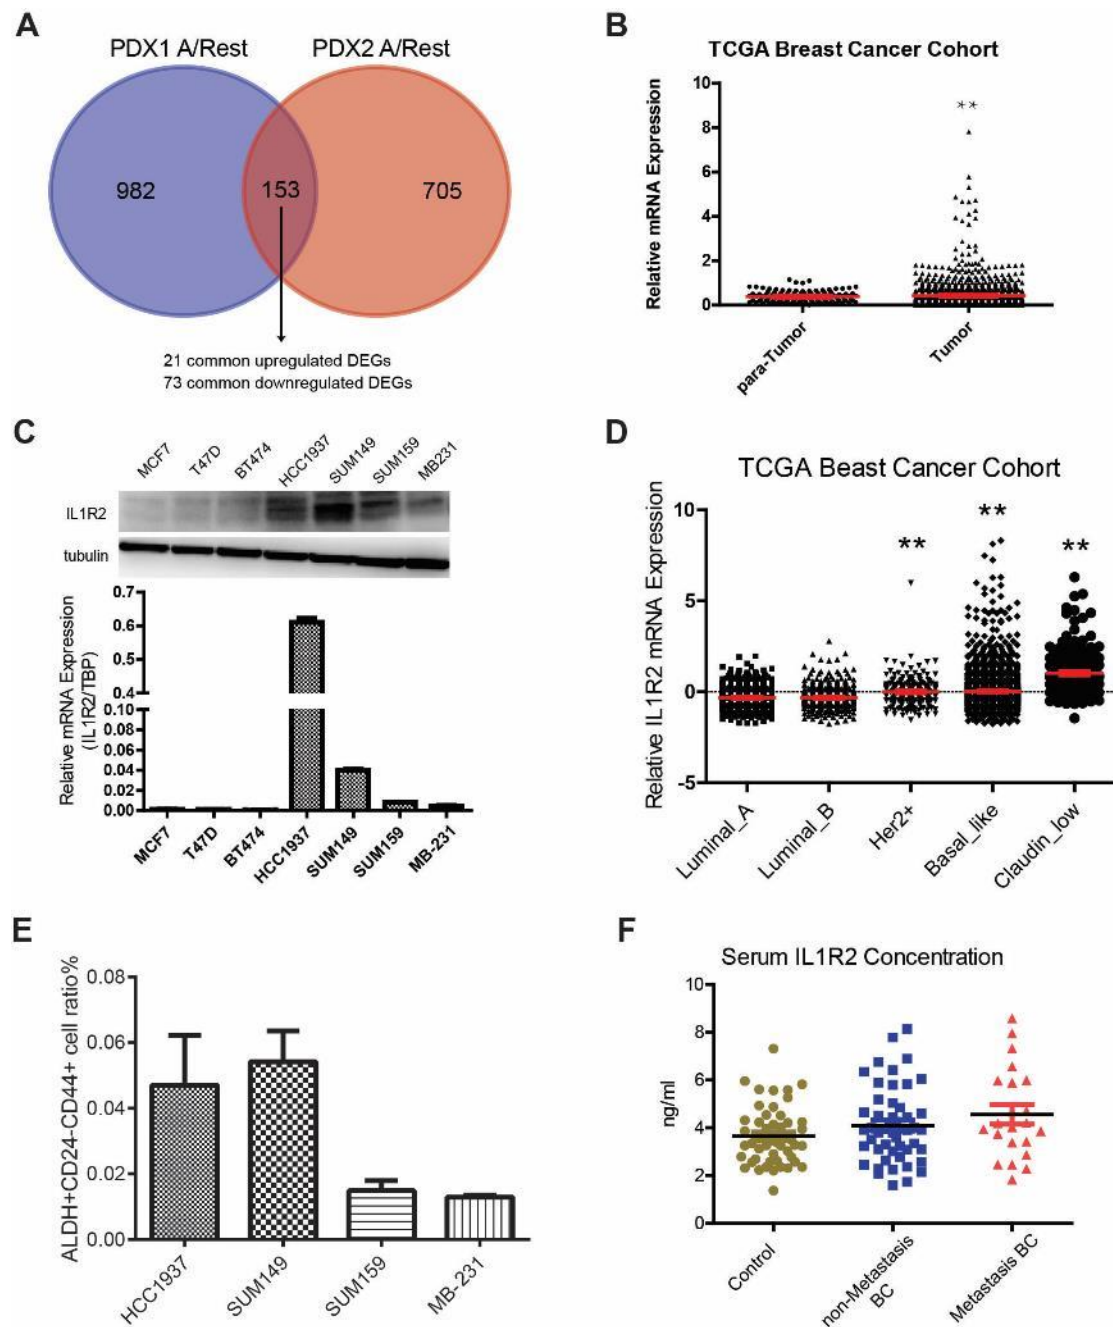 A
PDX1 A/Rest
PDX2 A/Rest
982
153
705
21 common upregulated DEGs
73 common downregulated DEGs
B
TCGA Breast Cancer Cohort
Relative mRNA Expression
10
8
6
4
2
0
**
para-Tumor
Tumor
C
MCF7
T47D
BT474
HCC1937
SUM149
SUM159
MB231
IL1R2
tubulin
Relative mRNA Expression
(IL1R2/TBP)
0.7
0.6
0.5
0.4
0.10
0.08
0.06
0.04
0.02
0.00
MCF7
T47D
BT474
HCC1937
SUM149
SUM159
MB-231
D
TCGA Beast Cancer Cohort
Relative IL1R2 mRNA Expression
10
5
0
-5
**
**
**
Luminal_A
Luminal_B
Her2+
Basal_like
Claudin_low
E
ALDH+CD24-CD44+ cell ratio%
0.08
0.06
0.04
0.02
0.00
HCC1937
SUM149
SUM159
MB-231
F
Serum IL1R2 Concentration
ng/ml
10
8
6
4
2
0
Control
non-Metastasis
BC
Metastasis BC